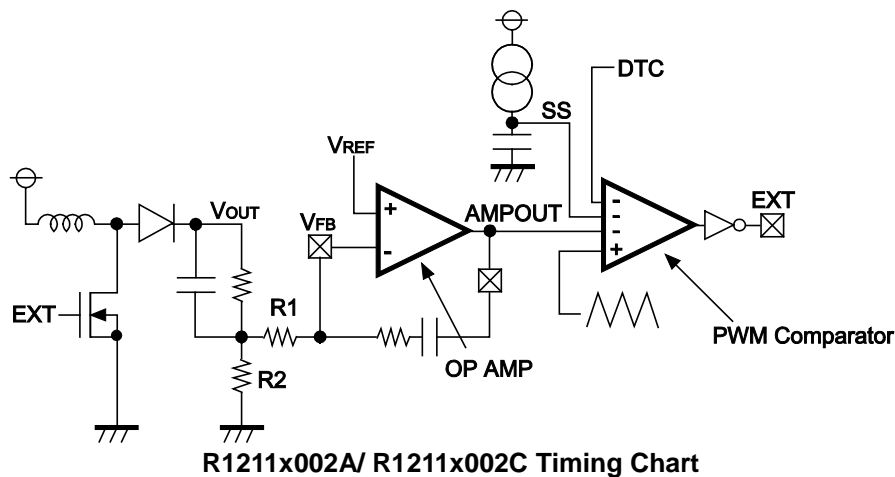 DTC
SS
VREF
EXT
VOUT
VFB
AMPOUT
-
-
-
+
+
-
EXT
R1
PWM Comparator
OP AMP
R2
R1211x002A/ R1211x002C Timing Chart